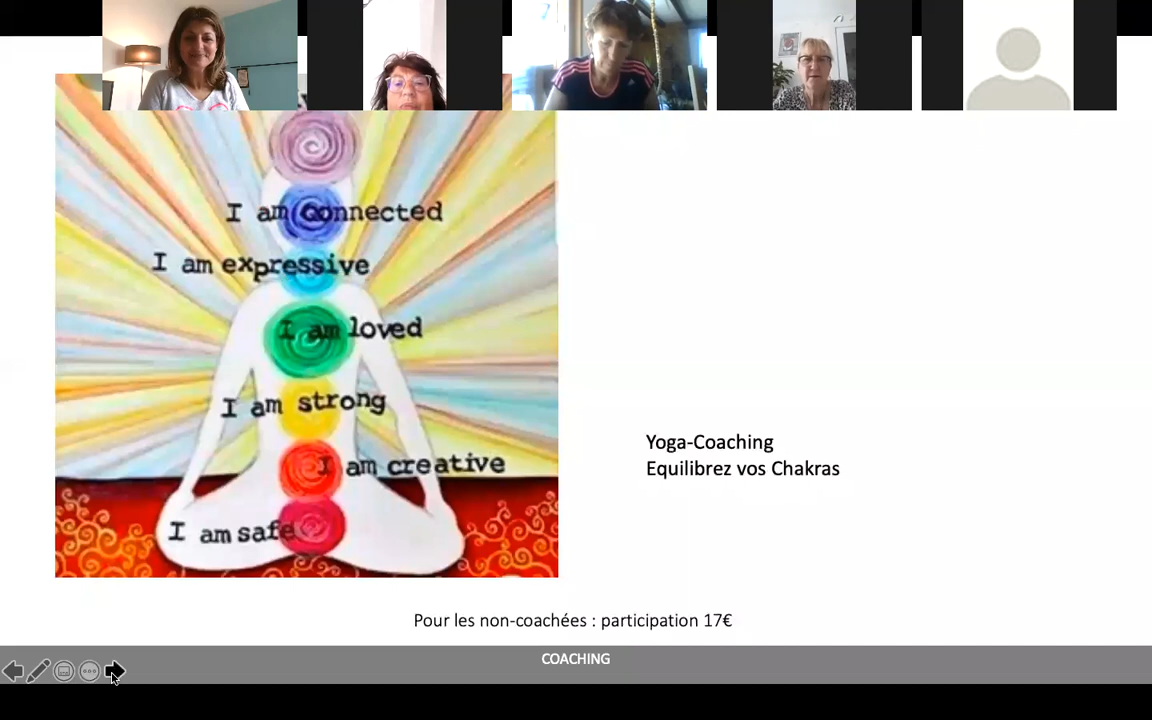 I am connected
I am expressive
I am loved
I am strong
I am creative
I am safe
Yoga-Coaching
Equilibrez vos Chakras
Pour les non-coachées : participation 17€
COACHING